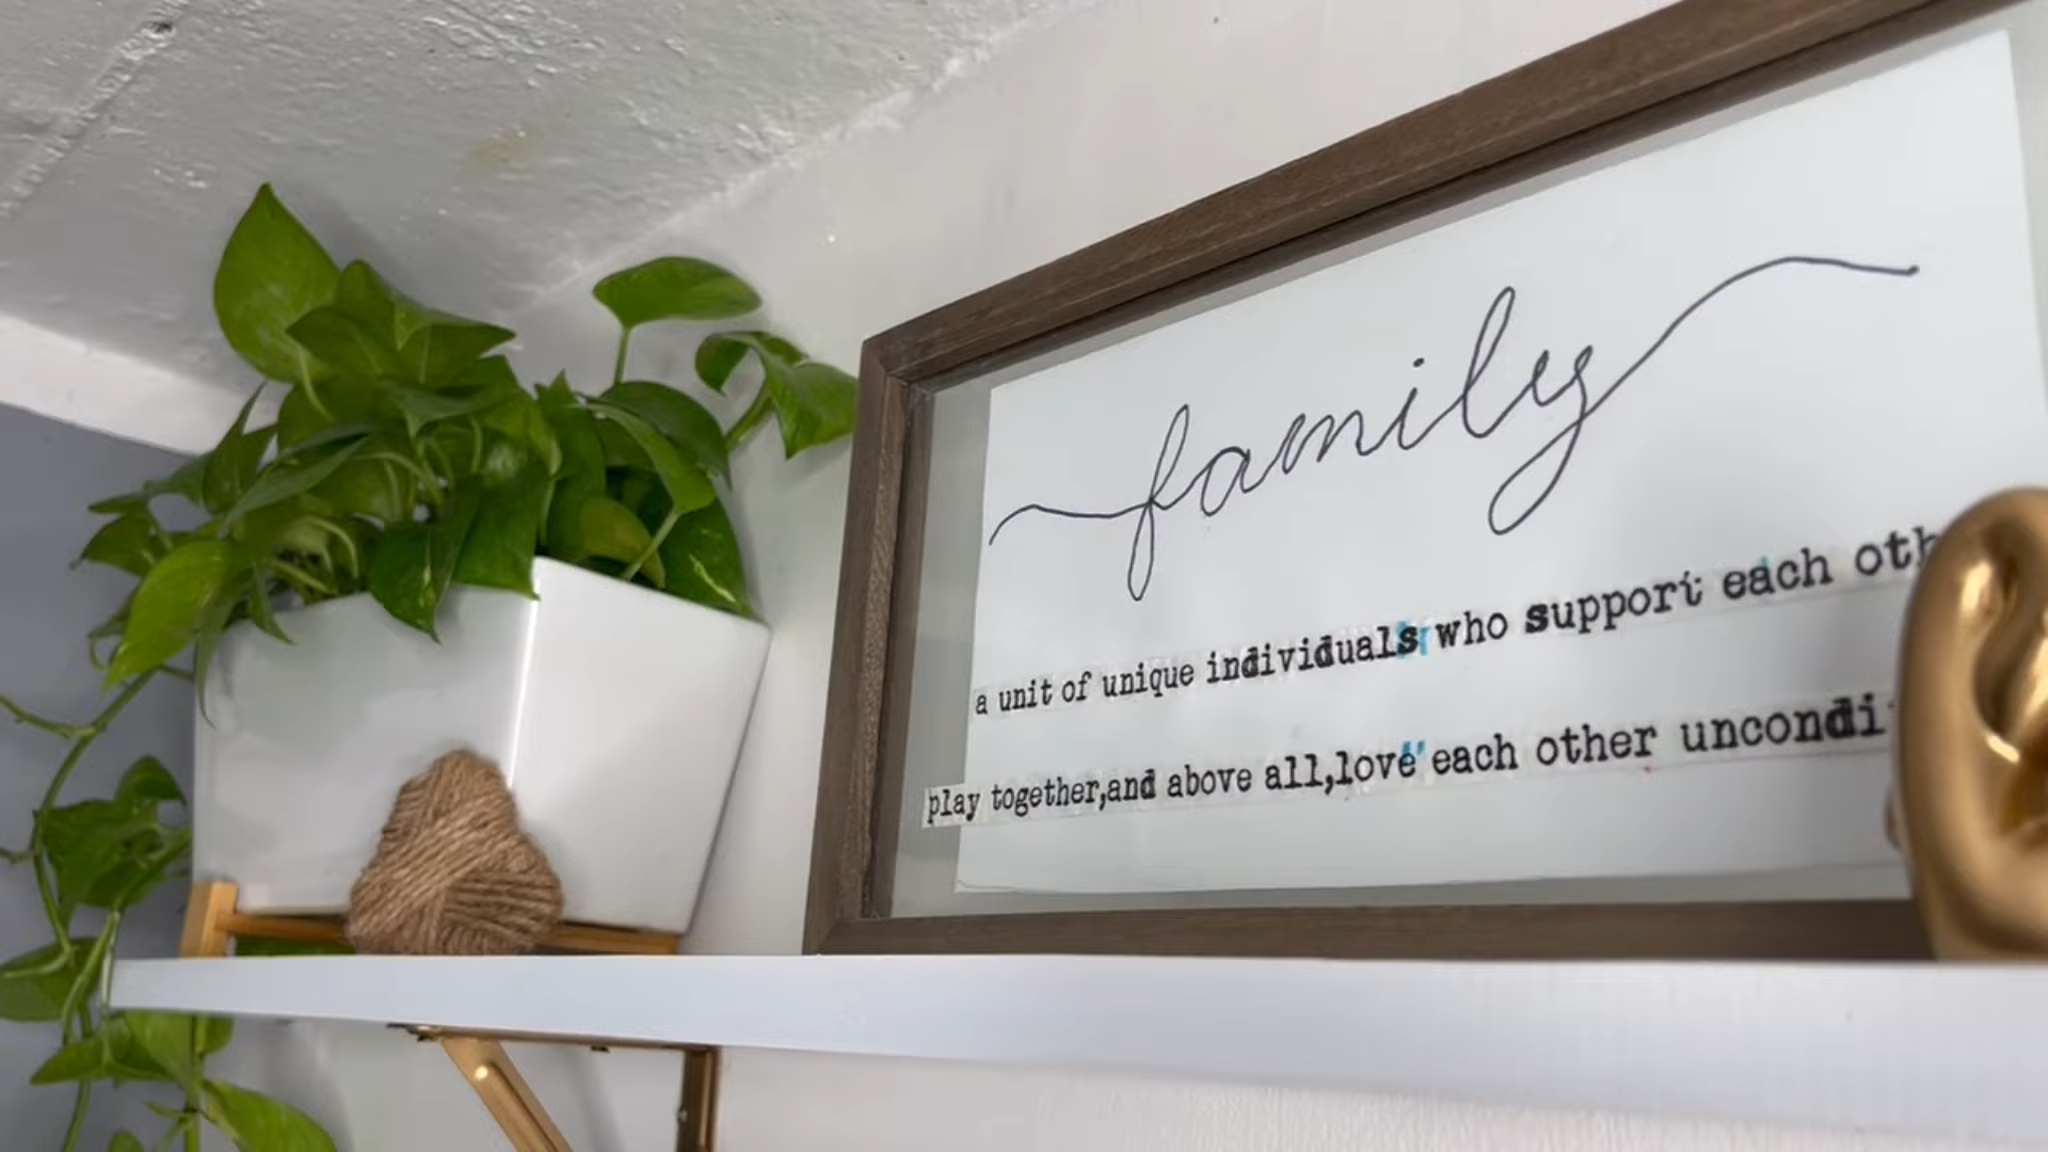 family
a unit of unique individuals who support each oth
play together,and above all,love each other uncondi